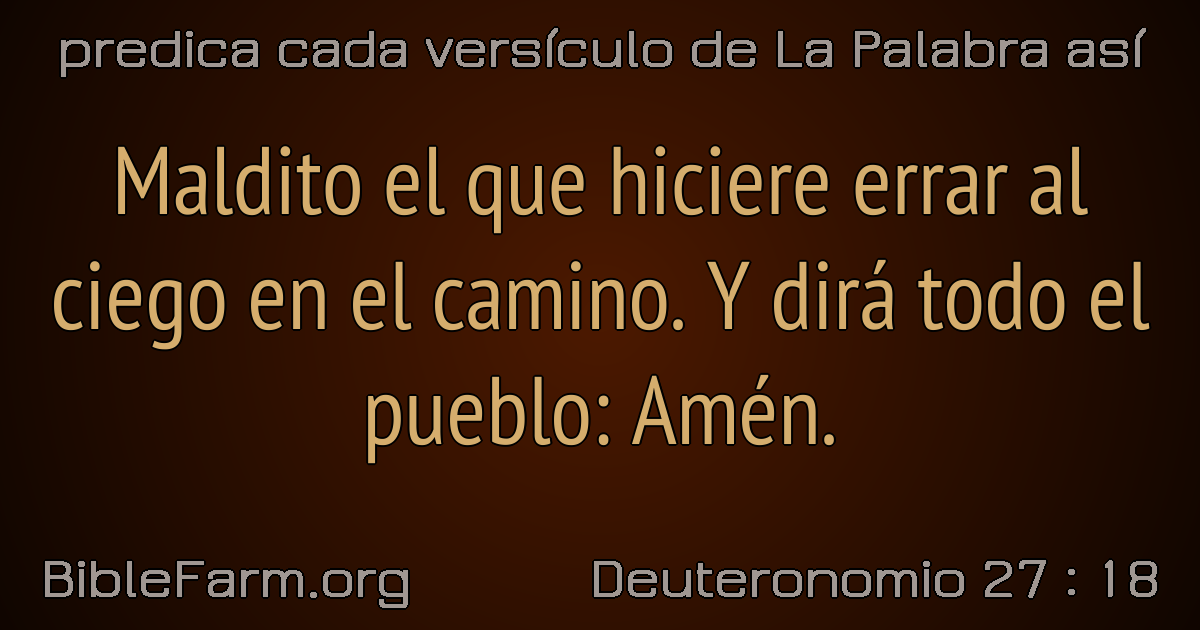 predica cada versículo de La Palabra así
Maldito el que hiciere errar al
ciego en el camino. Y dirá todo el
pueblo: Amén.
BibleFarm.org
Deuteronomio 27 : 18